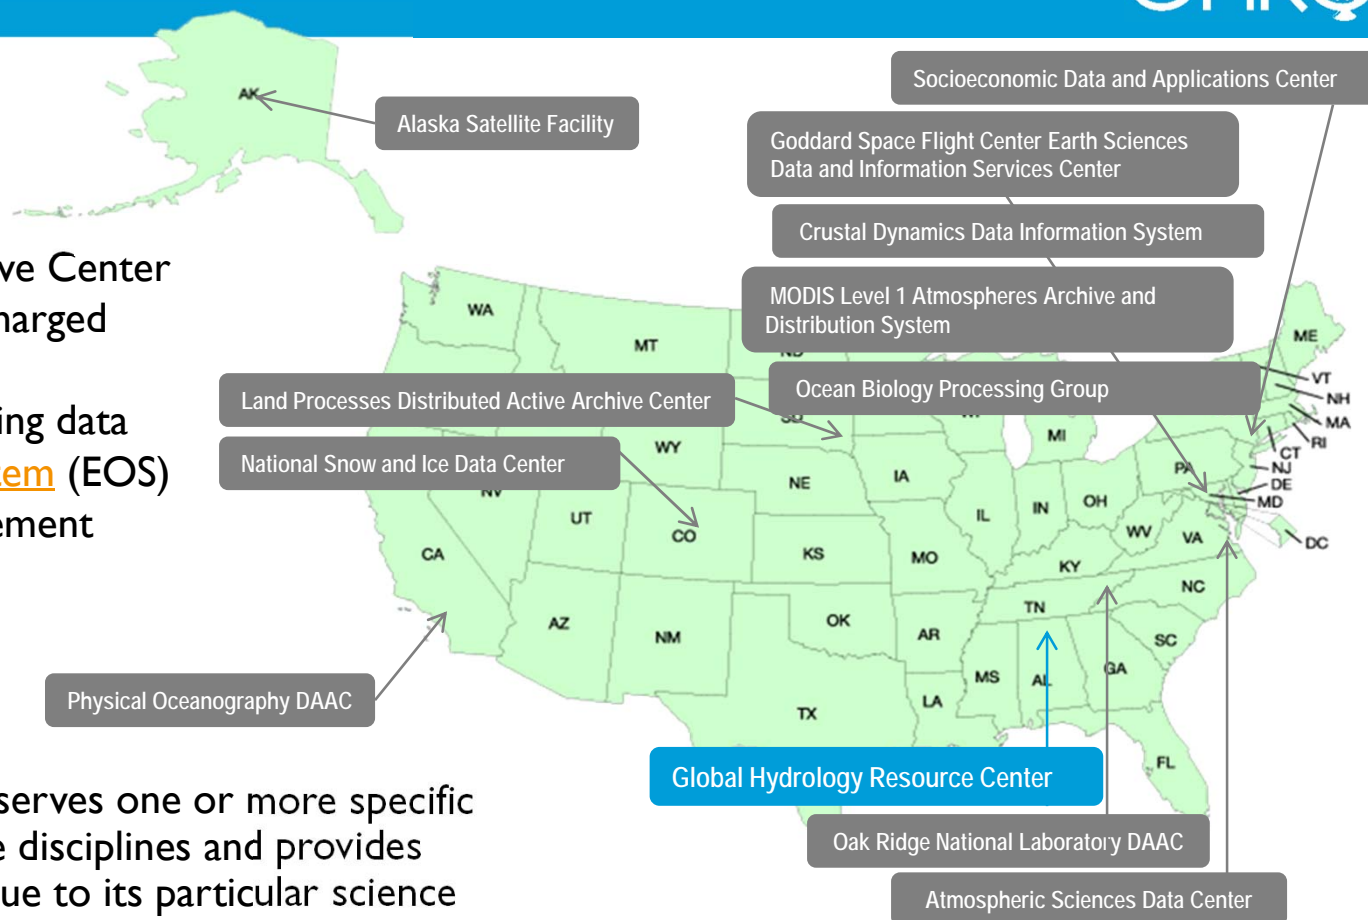 AK
Alaska Satellite Facility
Socioeconomic Data and Applications Center
Goddard Space Flight Center Earth Sciences
Data and Information Services Center
Crustal Dynamics Data Information System
MODIS Level 1 Atmospheres Archive and
Distribution System
Ocean Biology Processing Group
Land Processes Distributed Active Archive Center
National Snow and Ice Data Center
Physical Oceanography DAAC
Global Hydrology Resource Center
Oak Ridge National Laboratory DAAC
Atmospheric Sciences Data Center
Center
ing data
(EOS)
serves one or more specific
disciplines and provides
to its particular science
WA
MT
ME
VT
NH
MA
RI
CT
NJ
DE
MD
DC
MI
PA
WY
NE
IA
NV
UT
CO
IL
IN
OH
WV
VA
CA
KS
MO
KY
NC
AZ
NM
OK
AR
TN
SC
MS
AL
GA
TX
LA
FL